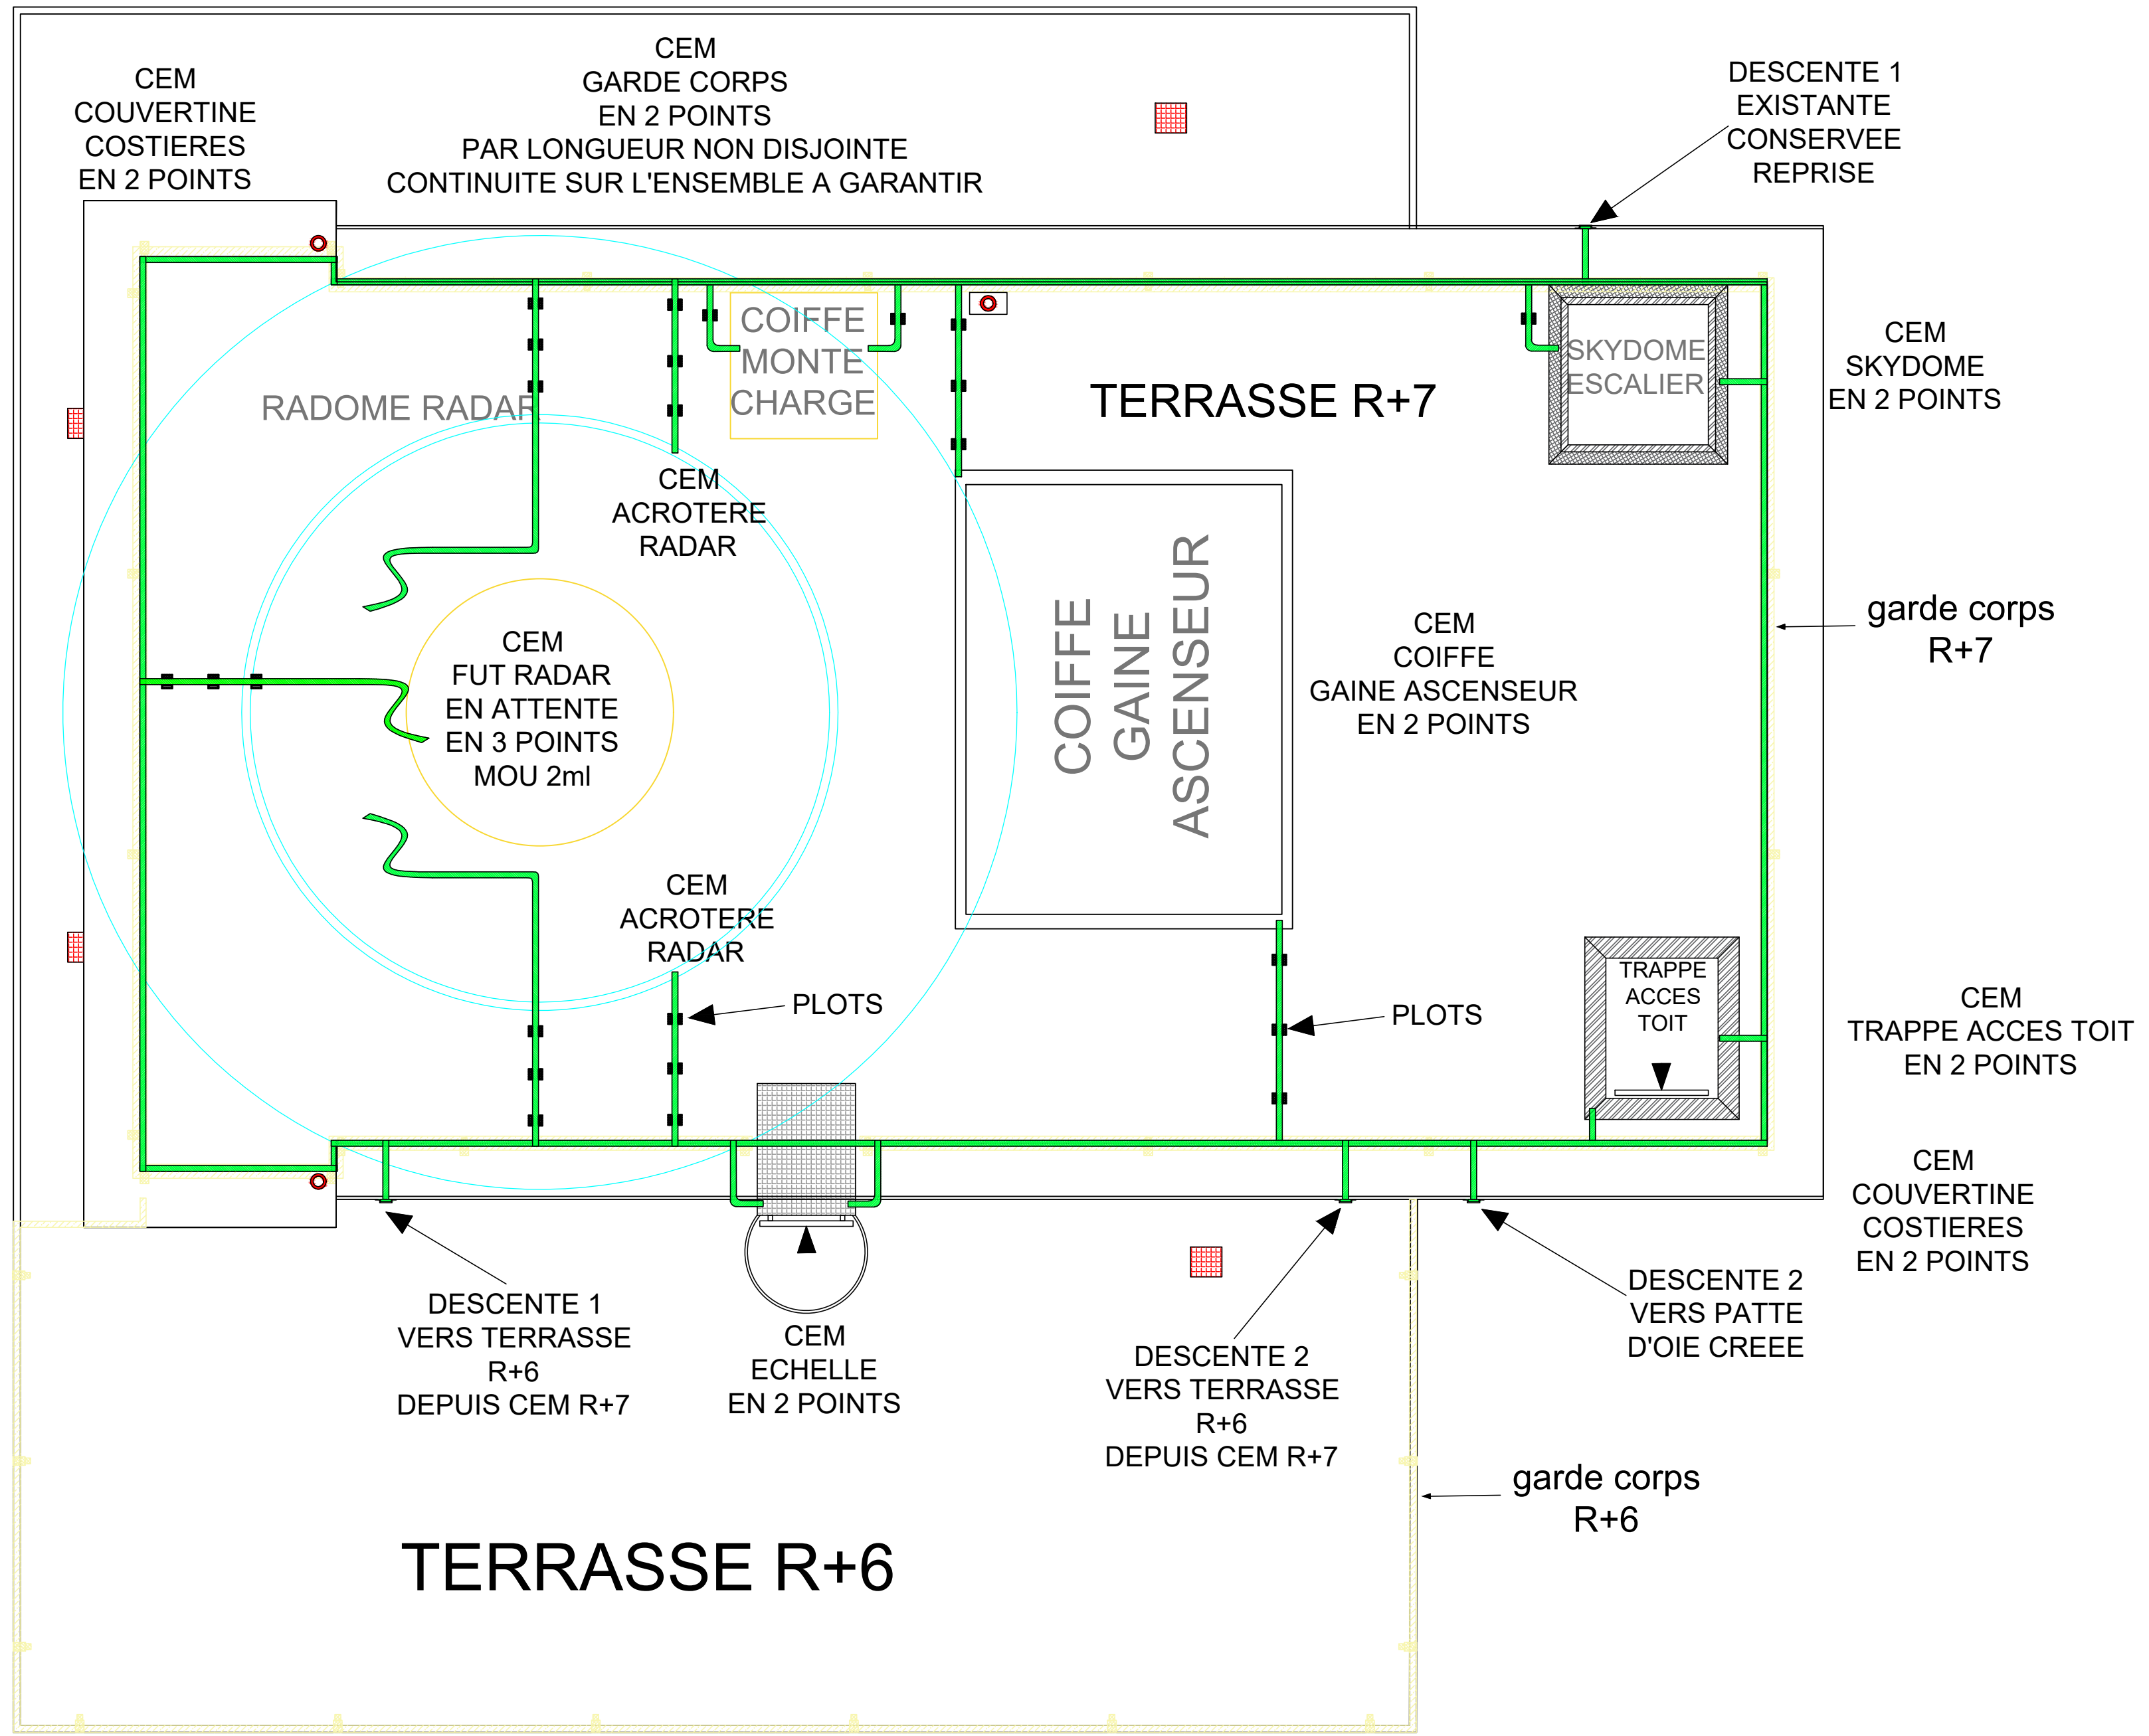 CEM
COUVERTINE
COSTIERES
EN 2 POINTS
CEM
GARDE CORPS
EN 2 POINTS
PAR LONGUEUR NON DISJOINTE
CONTINUITE SUR L'ENSEMBLE A GARANTIR
DESCENTE 1
EXISTANTE
CONSERVEE
REPRISE
RADOME RADAR
COIFFE
MONTE
CHARGE
TERRASSE R+7
SKYDOME
ESCALIER
CEM
SKYDOME
EN 2 POINTS
CEM
ACROTERE
RADAR
CEM
FUT RADAR
EN ATTENTE
EN 3 POINTS
MOU 2ml
COIFFE
GAINE
ASCENSEUR
CEM
COIFFE
GAINE ASCENSEUR
EN 2 POINTS
garde corps
R+7
CEM
ACROTERE
RADAR
PLOTS
PLOTS
TRAPPE
ACCES
TOIT
CEM
TRAPPE ACCES TOIT
EN 2 POINTS
CEM
COUVERTINE
COSTIERES
EN 2 POINTS
DESCENTE 1
VERS TERRASSE
R+6
DEPUIS CEM R+7
CEM
ECHELLE
EN 2 POINTS
DESCENTE 2
VERS TERRASSE
R+6
DEPUIS CEM R+7
DESCENTE 2
VERS PATTE
D'OIE CREEE
garde corps
R+6
TERRASSE R+6